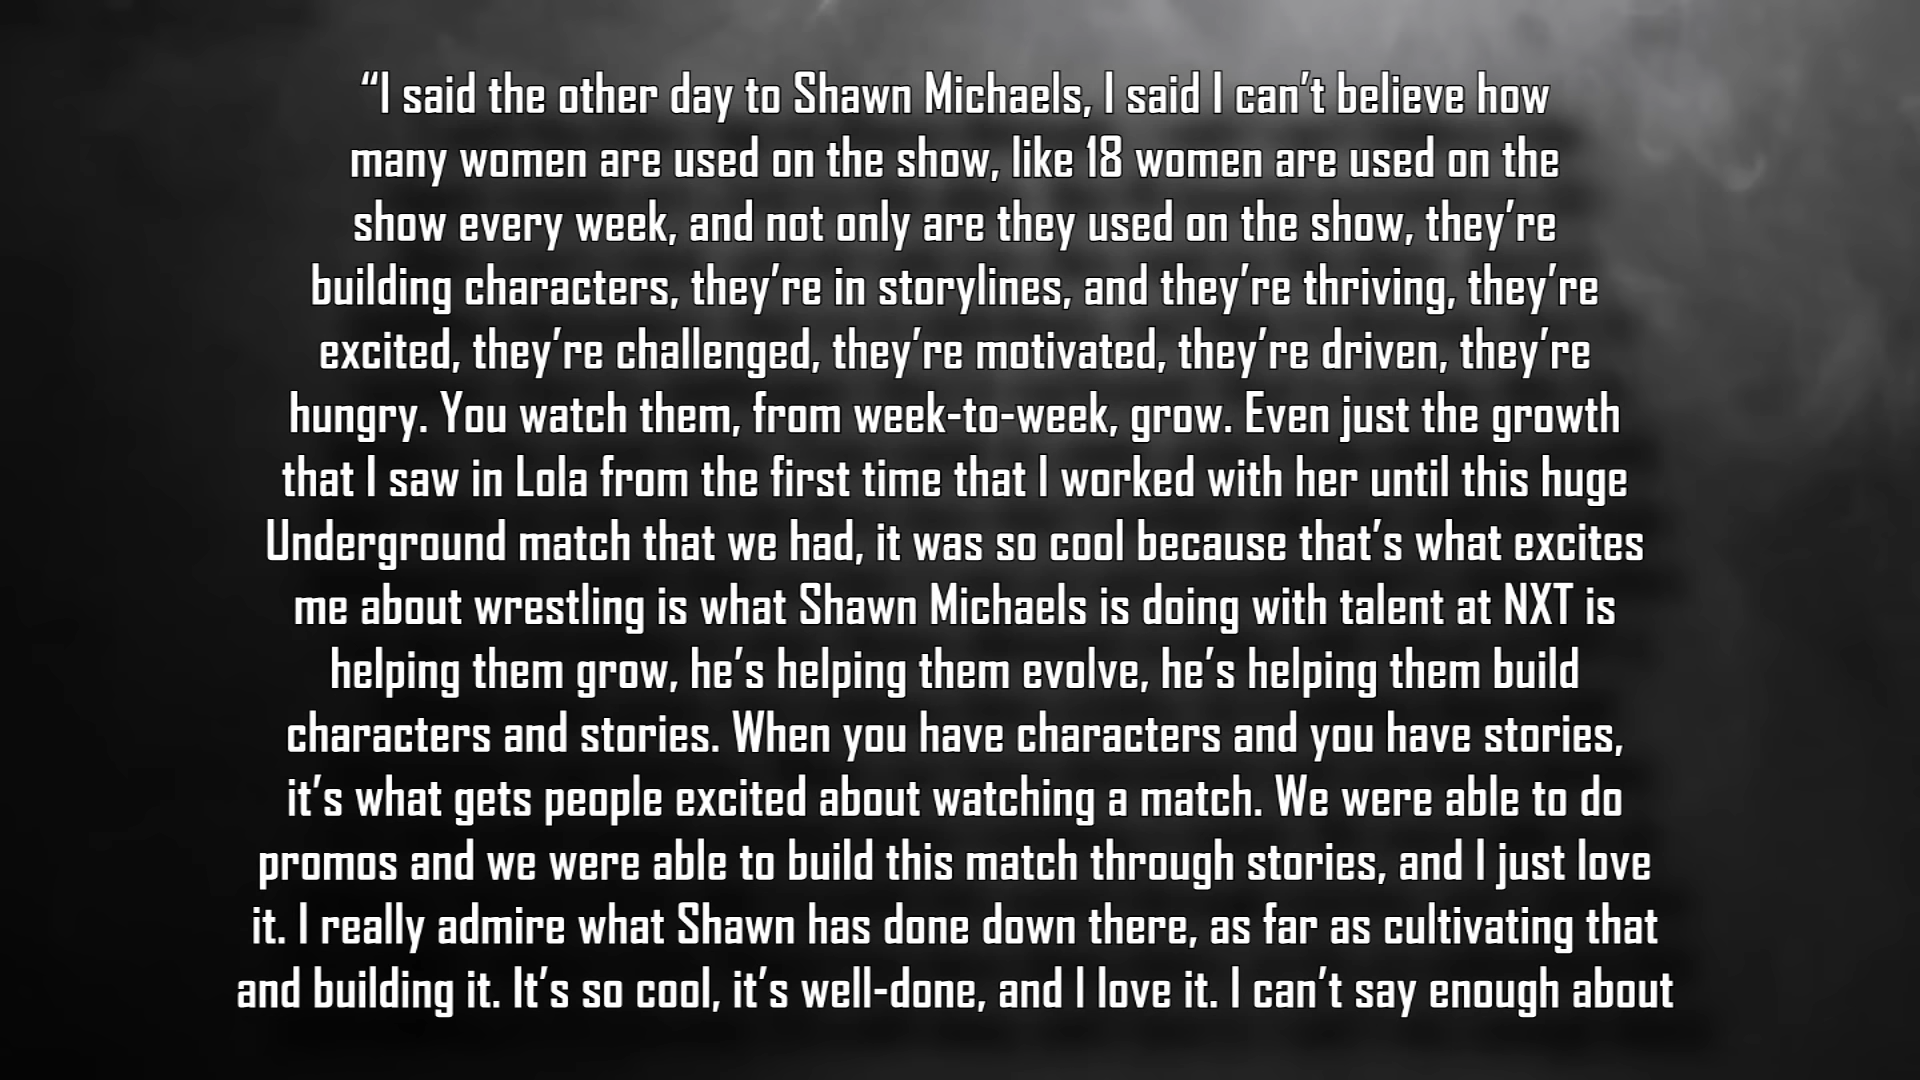 “I said the other day to Shawn Michaels, I said I can’t believe how
many women are used on the show, like 18 women are used on the
show every week, and not only are they used on the show, they’re
building characters, they’re in storylines, and they’re thriving, they’re
excited, they’re challenged, they’re motivated, they’re driven, they’re
hungry. You watch them, from week-to-week, grow. Even just the growth
that I saw in Lola from the first time that I worked with her until this huge
Underground match that we had, it was so cool because that’s what excites
me about wrestling is what Shawn Michaels is doing with talent at NXT is
helping them grow, he’s helping them evolve, he’s helping them build
characters and stories. When you have characters and you have stories,
it’s what gets people excited about watching a match. We were able to do
promos and we were able to build this match through stories, and I just love
it. I really admire what Shawn has done down there, as far as cultivating that
and building it. It’s so cool, it’s well-done, and I love it. I can’t say enough about